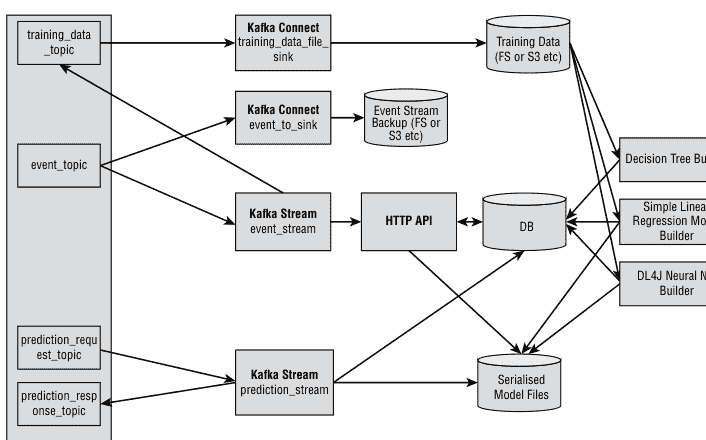 training_data
_topic
Kafka Connect
training_data_file_
sink
Training Data
(FS or S3 etc)
Kafka Connect
event_to_sink
Event Stream
Backup (FS or
S3 etc)
event_topic
Decision Tree Bu
Kafka Stream
event_stream
HTTP API
DB
Simple Linea
Regression Mo
Builder
DL4J Neural N
Builder
prediction_requ
est_topic
prediction_resp
onse_topic
Kafka Stream
prediction_stream
Serialised
Model Files